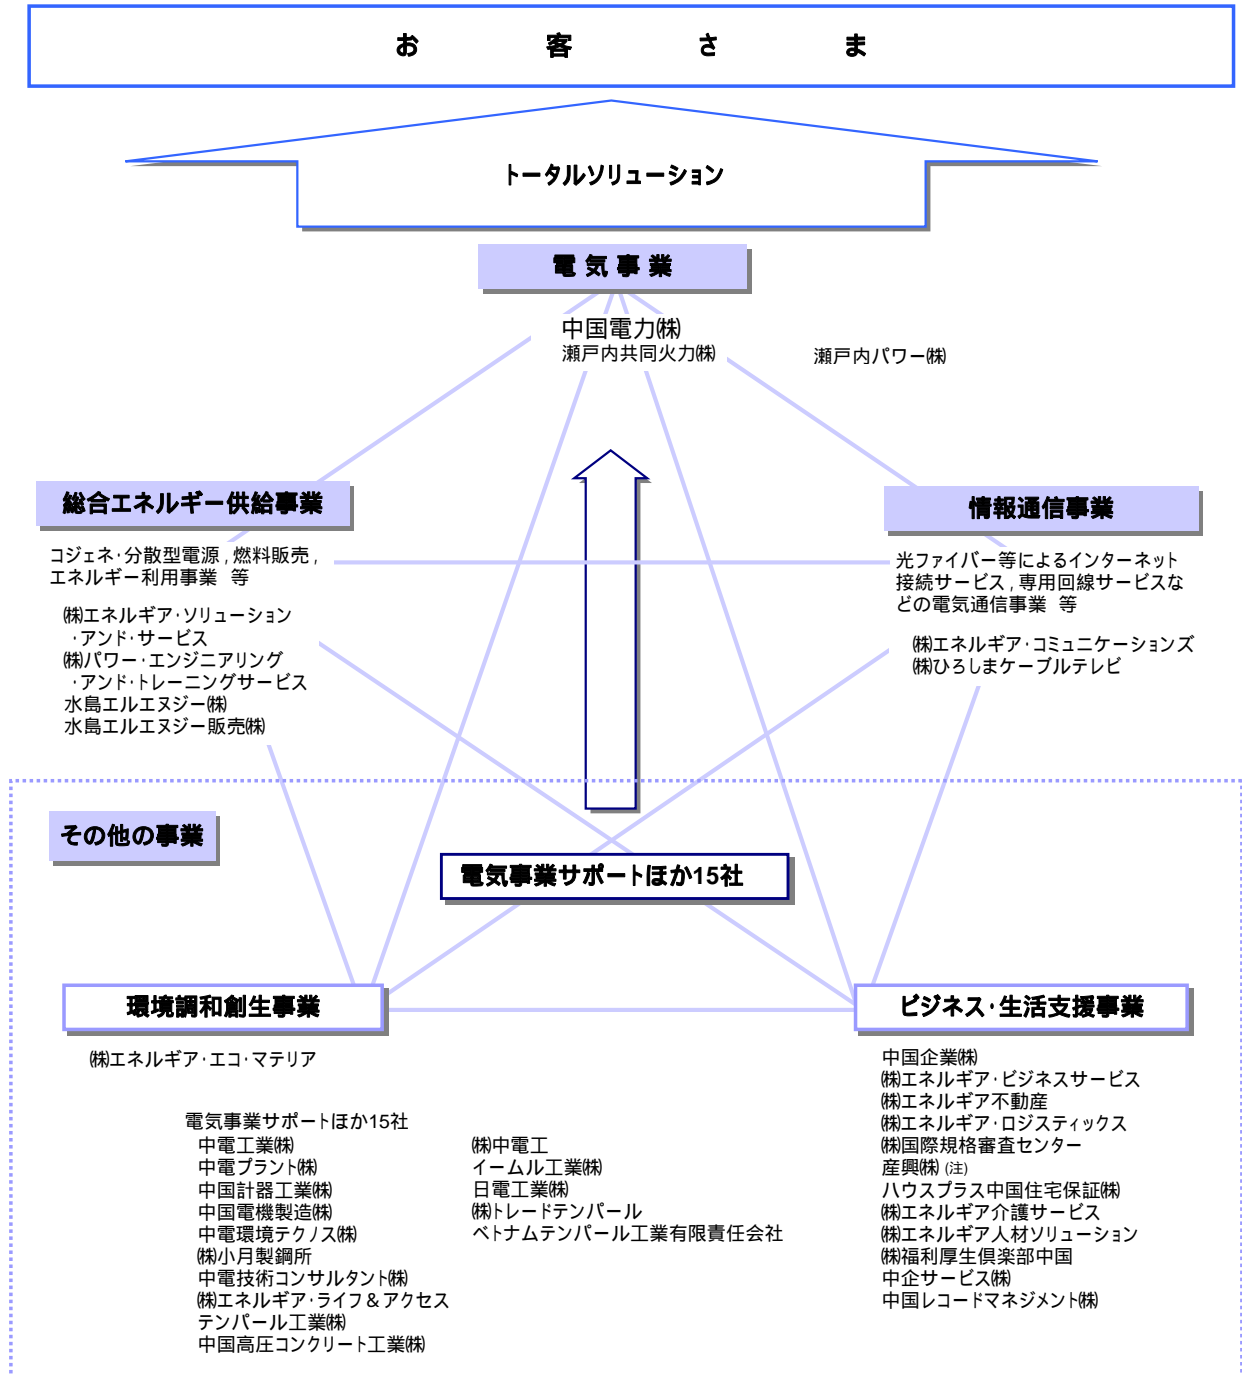 お客さま
トータルソリューション
電気事業
中国電力㈱
瀬戸内共同火力㈱
瀬戸内パワー㈱
総合エネルギー供給事業
コジェネ・分散型電源,燃料販売,
エネルギー利用事業 等
㈱エネルギア・ソリューション
・アンド・サービス
㈱パワー・エンジニアリング
・アンド・トレーニングサービス
水島エルエヌジー㈱
水島エルエヌジー販売㈱
情報通信事業
光ファイバー等によるインターネット
接続サービス,専用回線サービスな
どの電気通信事業 等
㈱エネルギア・コミュニケーションズ
㈱ひろしまケーブルテレビ
その他の事業
電気事業サポートほか15社
環境調和創生事業
㈱エネルギア・エコ・マテリア
電気事業サポートほか15社
中電工業㈱
中電プラント㈱
中国計器工業㈱
中国電機製造㈱
中電環境テクノス㈱
㈱小月製鋼所
中電技術コンサルタント㈱
㈱エネルギア・ライフ&アクセス
テンパール工業㈱
中国高圧コンクリート工業㈱
㈱中電工
イームル工業㈱
日電工業㈱
㈱トレードテンパール
ベトナムテンパール工業有限責任会社
ビジネス・生活支援事業
中国企業㈱
㈱エネルギア・ビジネスサービス
㈱エネルギア不動産
㈱エネルギア・ロジスティックス
㈱国際規格審査センター
産興㈱ (注)
ハウスプラス中国住宅保証㈱
㈱エネルギア介護サービス
㈱エネルギア人材ソリューション
㈱福利厚生倶楽部中国
中企サービス㈱
中国レコードマネジメント㈱